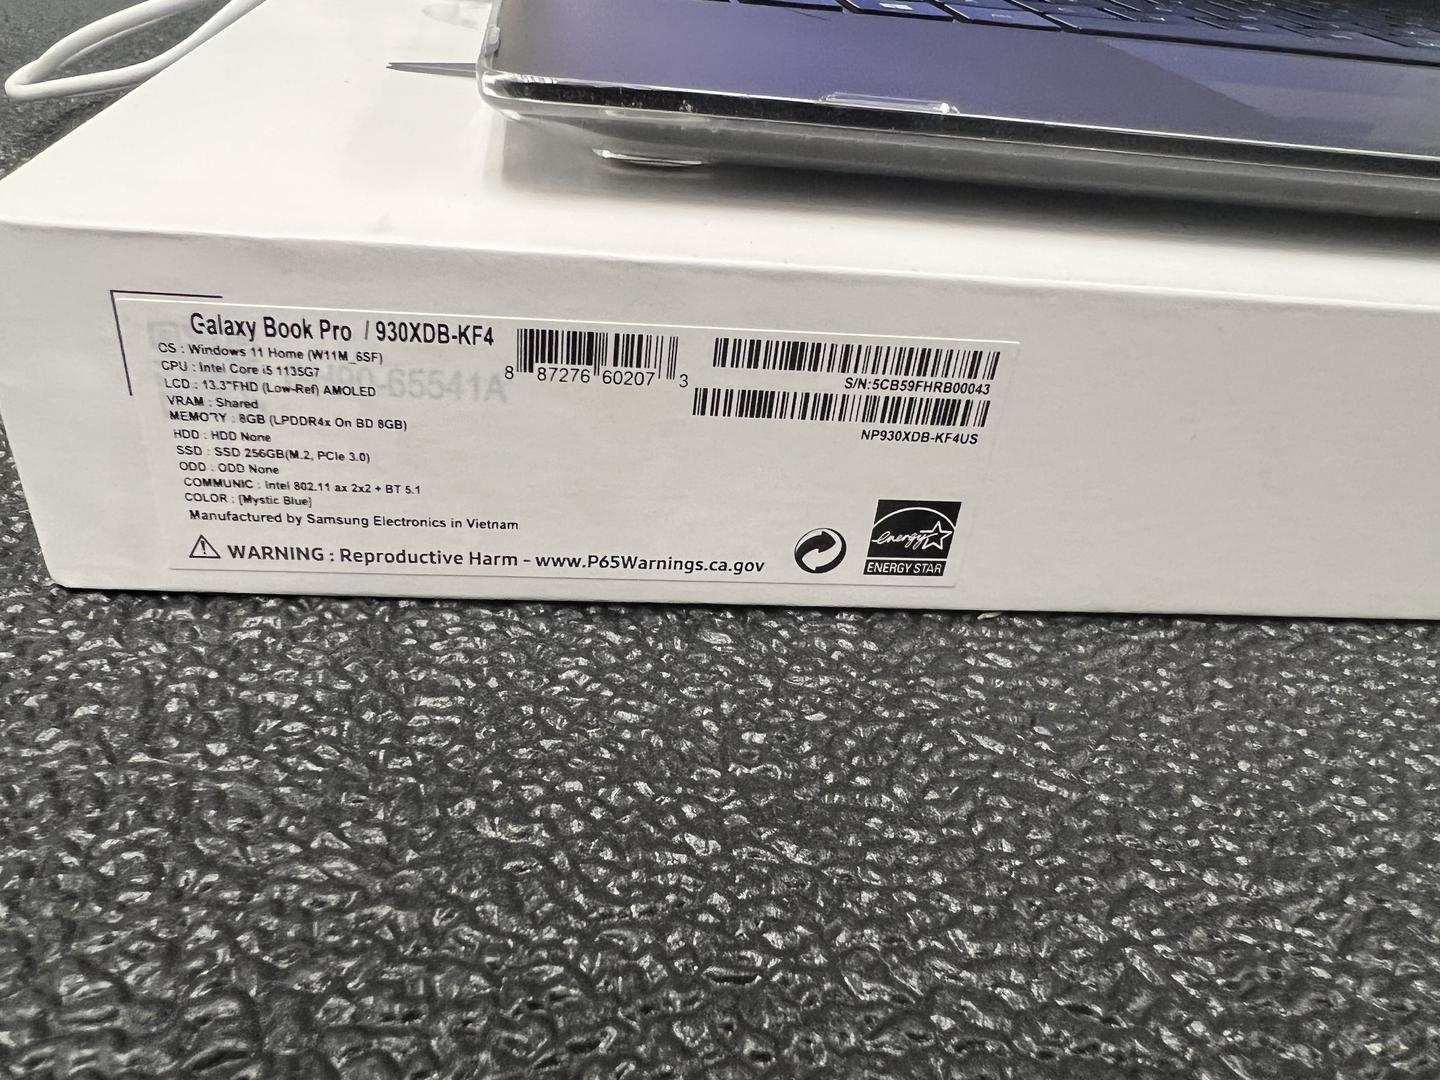 Galaxy Book Pro / 930XDB-KF4
OS : Windows 11 Home (W11M_6SF)
CPU : Intel Core i5 1135G7
LCD : 13.3"FHD (Low-Ref) AMOLED
VRAM : Shared
MEMORY : 8GB (LPDDR4x On BD 8GB)
HDD : HDD None
SSD : SSD 256GB(M.2, PCIe 3.0)
ODD : ODD None
COMMUNIC : Intel 802.11 ax 2x2 + BT 5.1
COLOR : [Mystic Blue]
Manufactured by Samsung Electronics in Vietnam
WARNING : Reproductive Harm - www.P65Warnings.ca.gov
8 87276 60207 3
S/N:5CB59FHRB00043
NP930XDB-KF4US
energy
ENERGY STAR
65541A